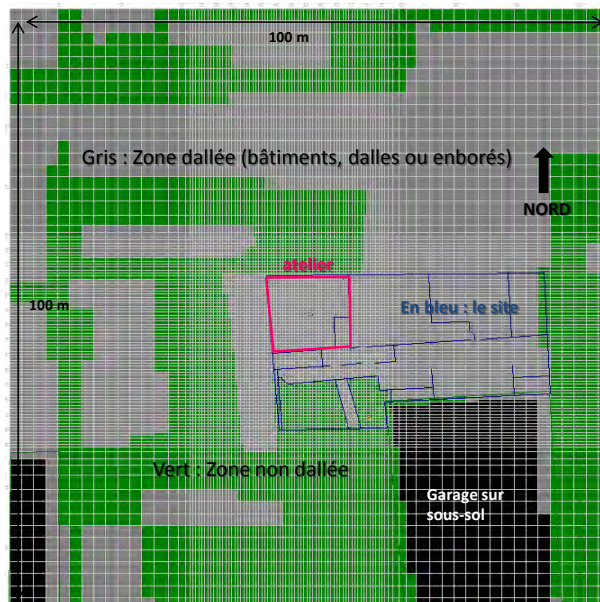 100 m
Gris : Zone dallée (bâtiments, dalles ou enborés)
NORD
atelier
100 m
En bleu : le site
Vert : Zone non dallée
Garage sur
sous-sol